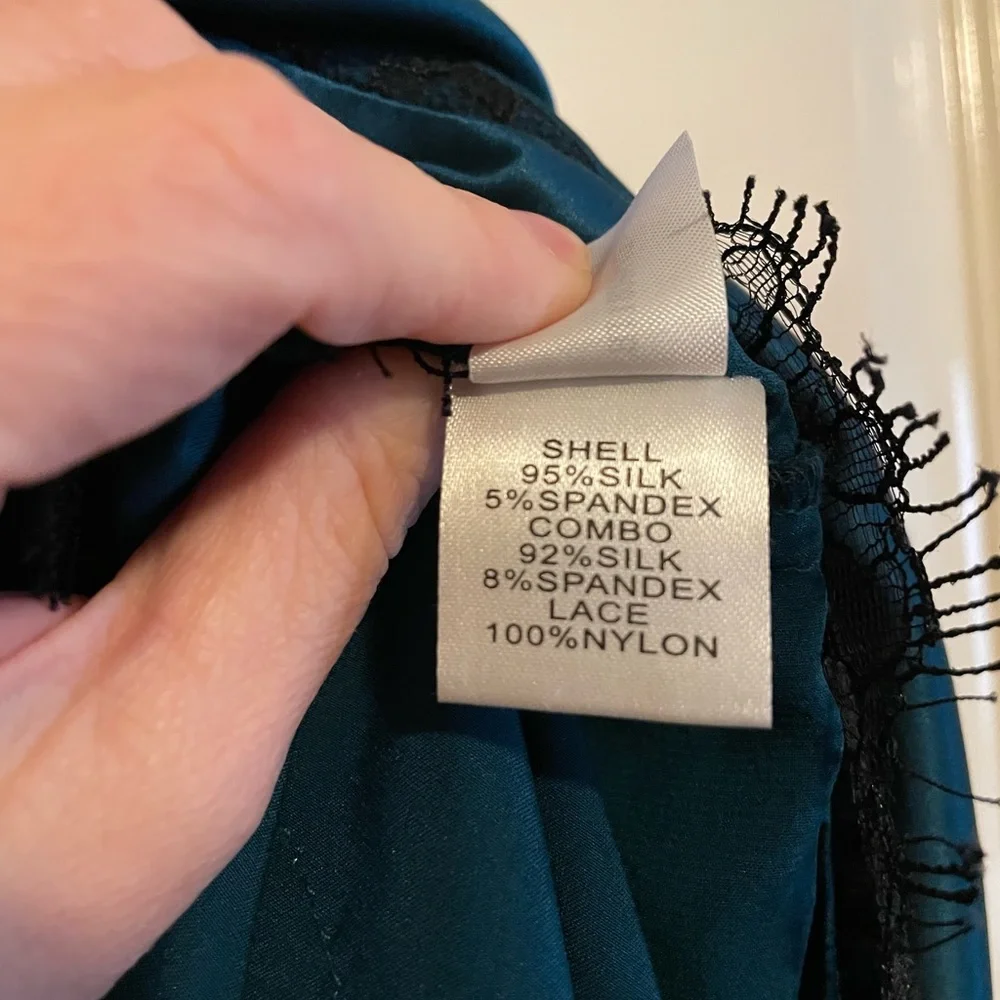 SHELL
95%SILK
5%SPANDEX
COMBO
92%SILK
8%SPANDEX
LACE
100%NYLON